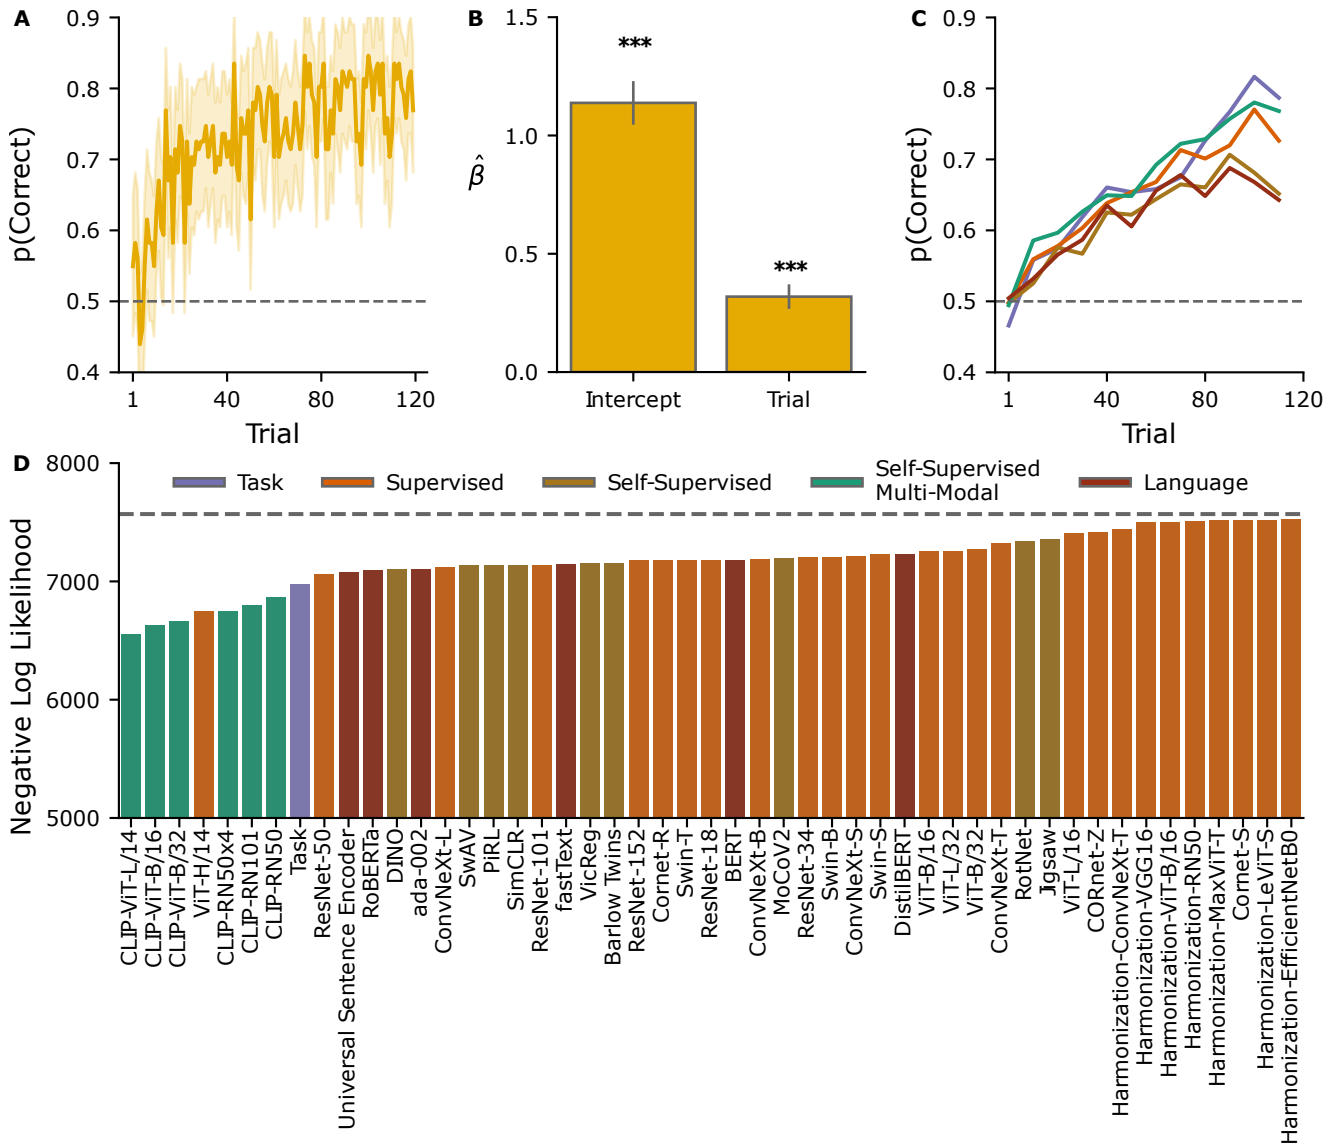 A
p(Correct)
0.9
0.8
0.7
0.6
0.5
0.4
1
40
80
120
Trial
B
β̂
1.5
1.0
0.5
0.0
***
***
Intercept
Trial
C
p(Correct)
0.9
0.8
0.7
0.6
0.5
0.4
1
40
80
120
Trial
D
Negative Log Likelihood
8000
7000
6000
5000
Task
Supervised
Self-Supervised
Self-Supervised
Multi-Modal
Language
CLIP-ViT-L/14
CLIP-ViT-B/16
CLIP-ViT-B/32
ViT-H/14
CLIP-RN50x4
CLIP-RN101
CLIP-RN50
Task
ResNet-50
Universal Sentence Encoder
RoBERTa
DINO
ada-002
ConvNeXt-L
SwAV
PiRL
SimCLR
ResNet-101
fastText
VicReg
Barlow Twins
ResNet-152
Cornet-R
Swin-T
ResNet-18
BERT
ConvNeXt-B
MoCoV2
ResNet-34
Swin-B
ConvNeXt-S
Swin-S
DistilBERT
ViT-B/16
ViT-L/32
ViT-B/32
ConvNeXt-T
RotNet
Jigsaw
ViT-L/16
CORnet-Z
Harmonization-ConvNeXt-T
Harmonization-VGG16
Harmonization-ViT-B/16
Harmonization-RN50
Harmonization-MaxViT-T
Cornet-S
Harmonization-LeViT-S
Harmonization-EfficientNetB0